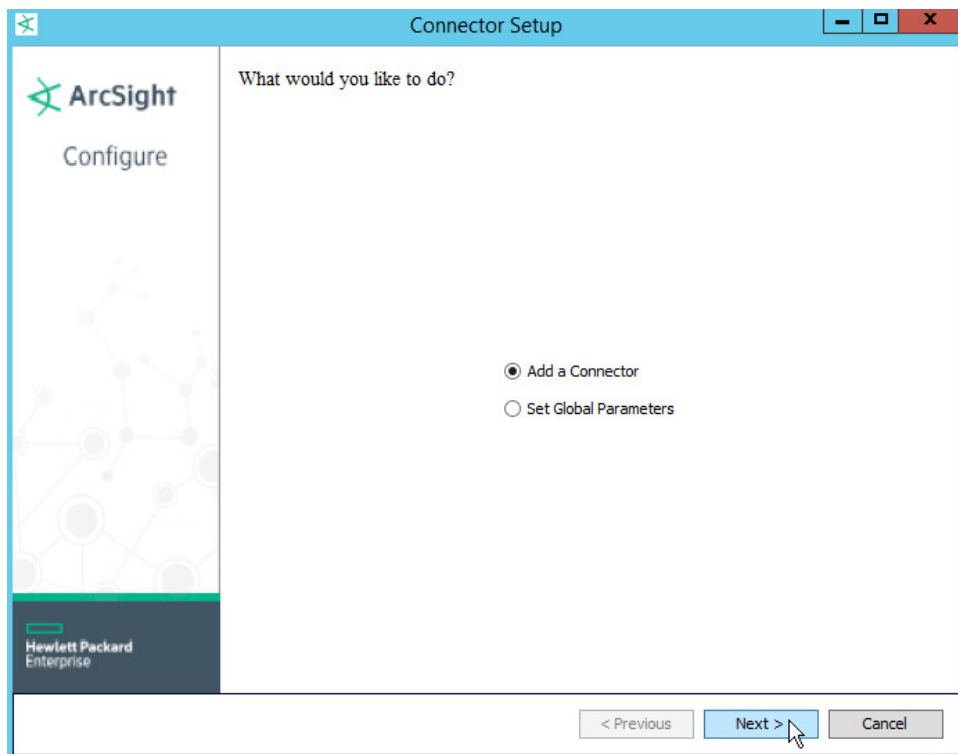 Connector Setup
ArcSight
Configure
What would you like to do?
Add a Connector
Set Global Parameters
Hewlett Packard
Enterprise
< Previous
Next >
Cancel